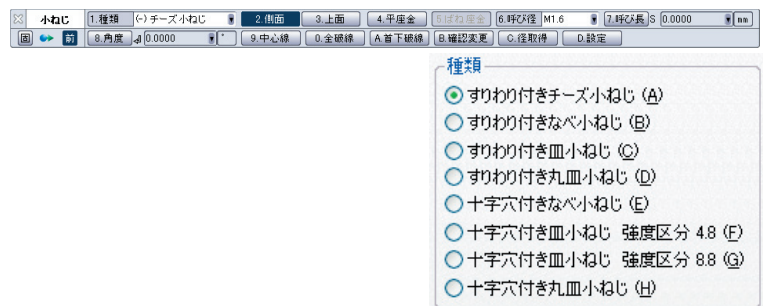 小ねじ 1.種類 (-) チーズ小ねじ 2.側面 3.上面 4.平座金 5.ばね座金 6.呼び径 M1.6 7.呼び長 S 0.0000 mm
固 前 8.角度 0.0000 ° 9.中心線 0.全破線 A.首下破線 B.確認変更 C.径取得 D.設定
種類
すりわり付きチーズ小ねじ (A)
すりわり付きなべ小ねじ (B)
すりわり付き皿小ねじ (C)
すりわり付き丸皿小ねじ (D)
十字穴付きなべ小ねじ (E)
十字穴付き皿小ねじ 強度区分 4.8 (F)
十字穴付き皿小ねじ 強度区分 8.8 (G)
十字穴付き丸皿小ねじ (H)